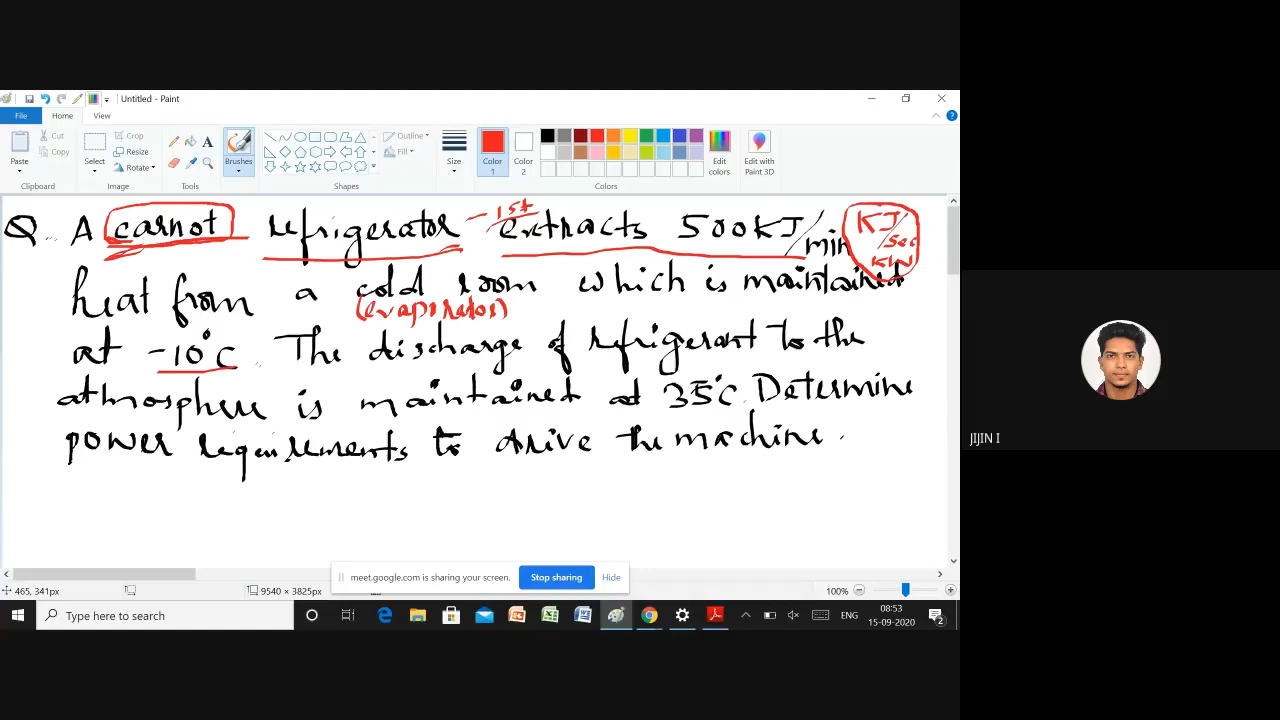 Untitled - Paint
File Home View
Cut
Copy
Paste
Clipboard
Select
Crop
Resize
Rotate
Image
Tools
Brushes
Outline
Fill
Shapes
Size
Color 1
Color 2
Edit colors
Edit with Paint 3D
Colors
Q. A carnot refrigerator - 1st extracts 500KJ/min KJ/sec KW
heat from a cold room which is maintained
(evaporator)
at -10°C. The discharge of refrigerant to the
atmosphere is maintained at 35°C. Determine
power requirements to drive the machine.
JIJIN I
meet.google.com is sharing your screen. Stop sharing Hide
465, 341px
9540 × 3825px
100%
Type here to search
ENG
08:53
15-09-2020
2